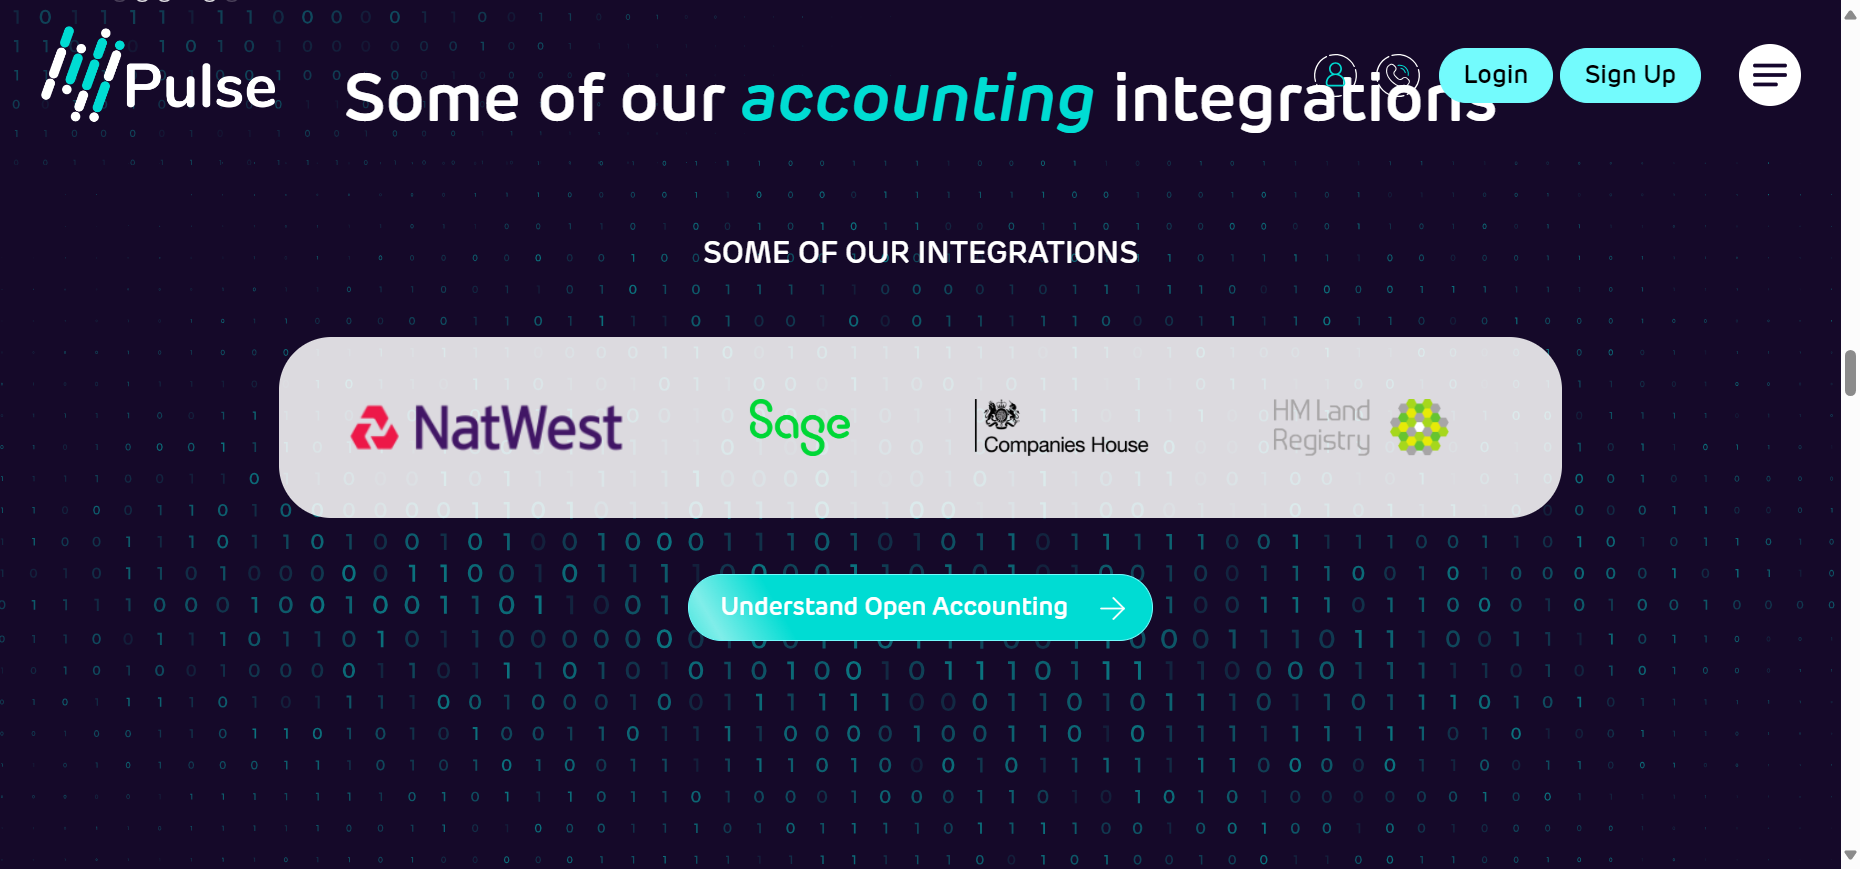 Pulse
Login
Sign Up
Some of our accounting integrations
SOME OF OUR INTEGRATIONS
NatWest
Sage
Companies House
HM Land
Registry
Understand Open Accounting